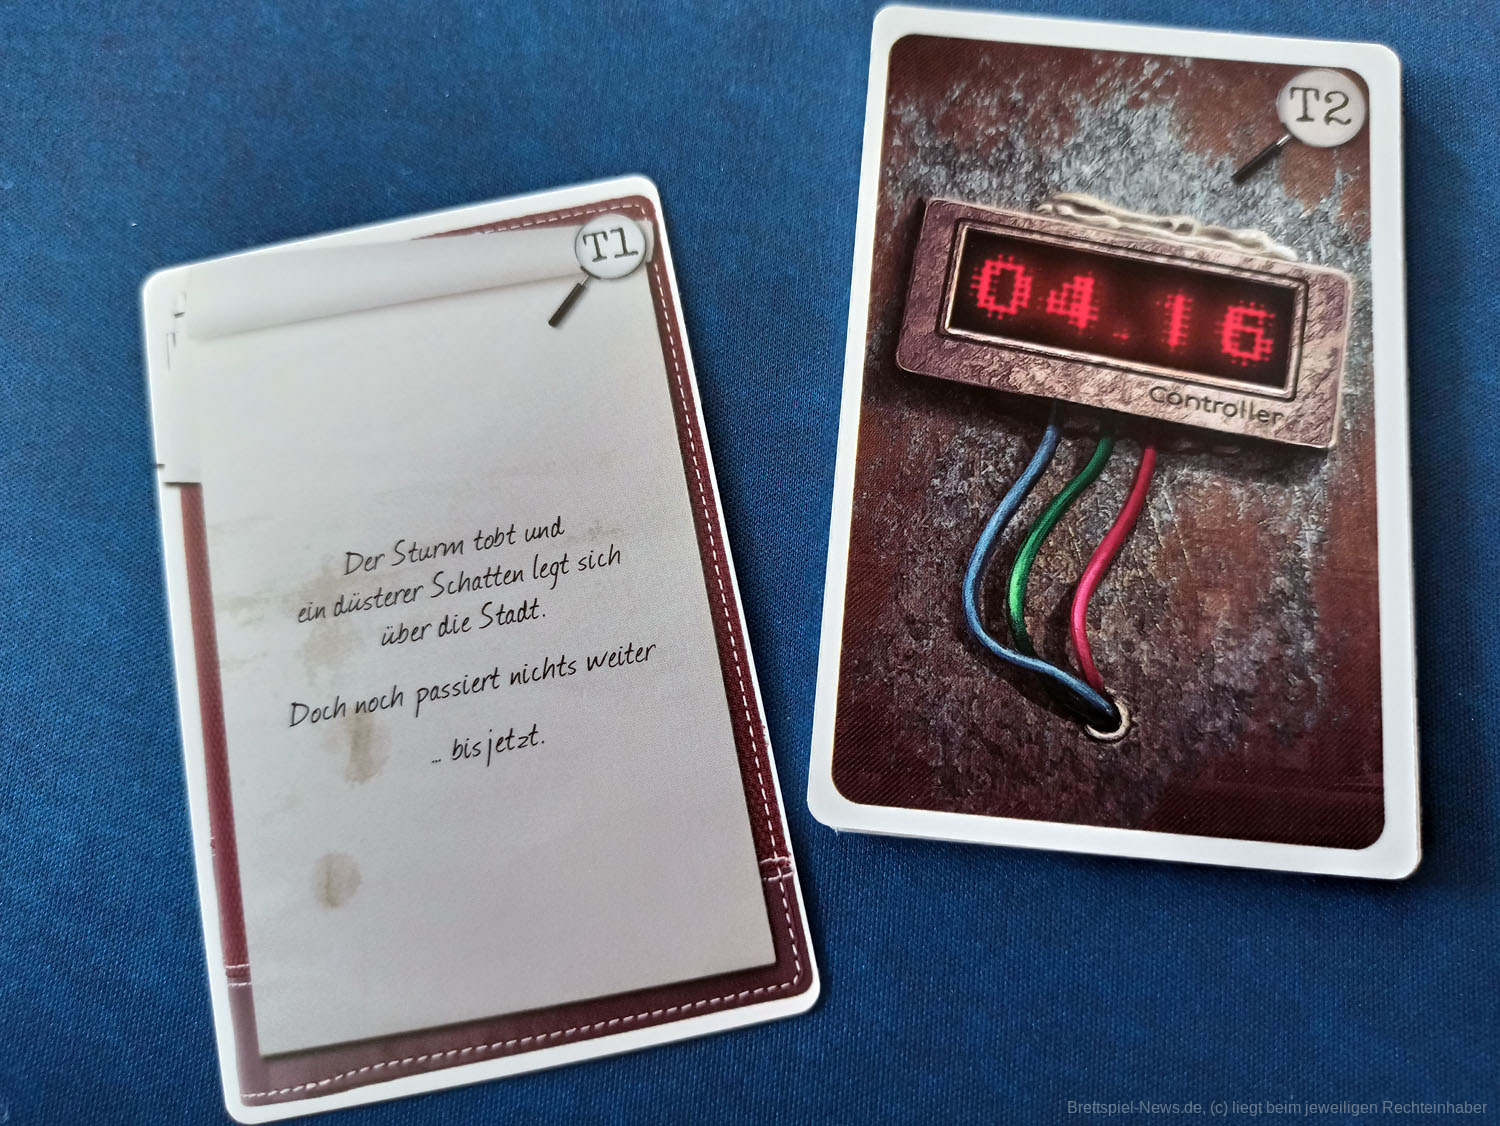 T1
Der Sturm tobt und
ein düsterer Schatten legt sich
über die Stadt.
Doch noch passiert nichts weiter
... bis jetzt.
T2
04.16
Controller
Brettspiel-News.de, (c) liegt beim jeweiligen Rechteinhaber